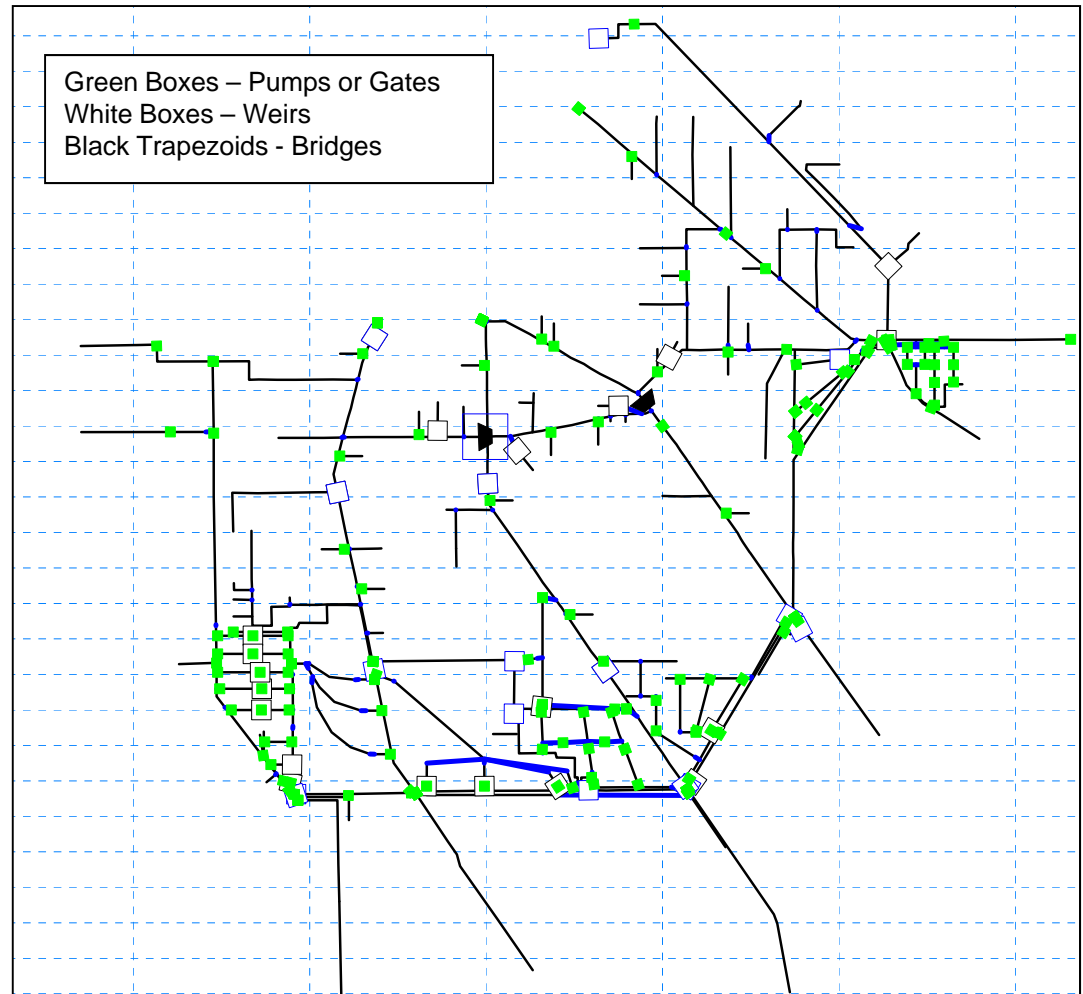 Green Boxes – Pumps or Gates
White Boxes – Weirs
Black Trapezoids - Bridges